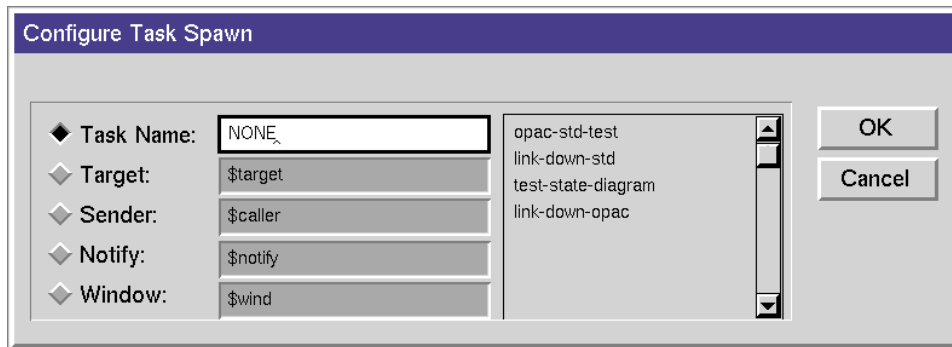 Configure Task Spawn
Task Name: NONE
Target: $target
Sender: $caller
Notify: $notify
Window: $wind
opac-std-test
link-down-std
test-state-diagram
link-down-opac
OK
Cancel